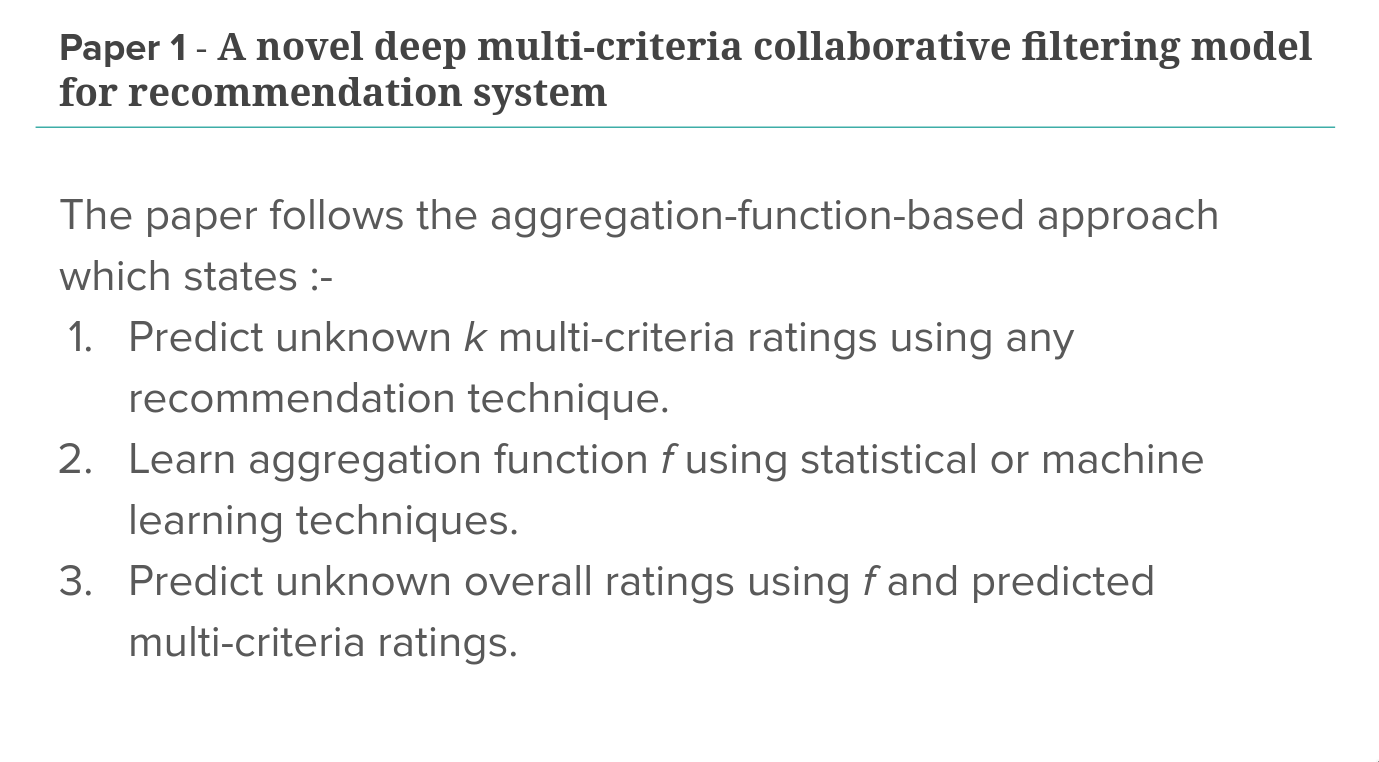 Paper 1 - A novel deep multi-criteria collaborative filtering model
for recommendation system
The paper follows the aggregation-function-based approach
which states :-
1. Predict unknown k multi-criteria ratings using any
recommendation technique.
2. Learn aggregation function f using statistical or machine
learning techniques.
3. Predict unknown overall ratings using f and predicted
multi-criteria ratings.